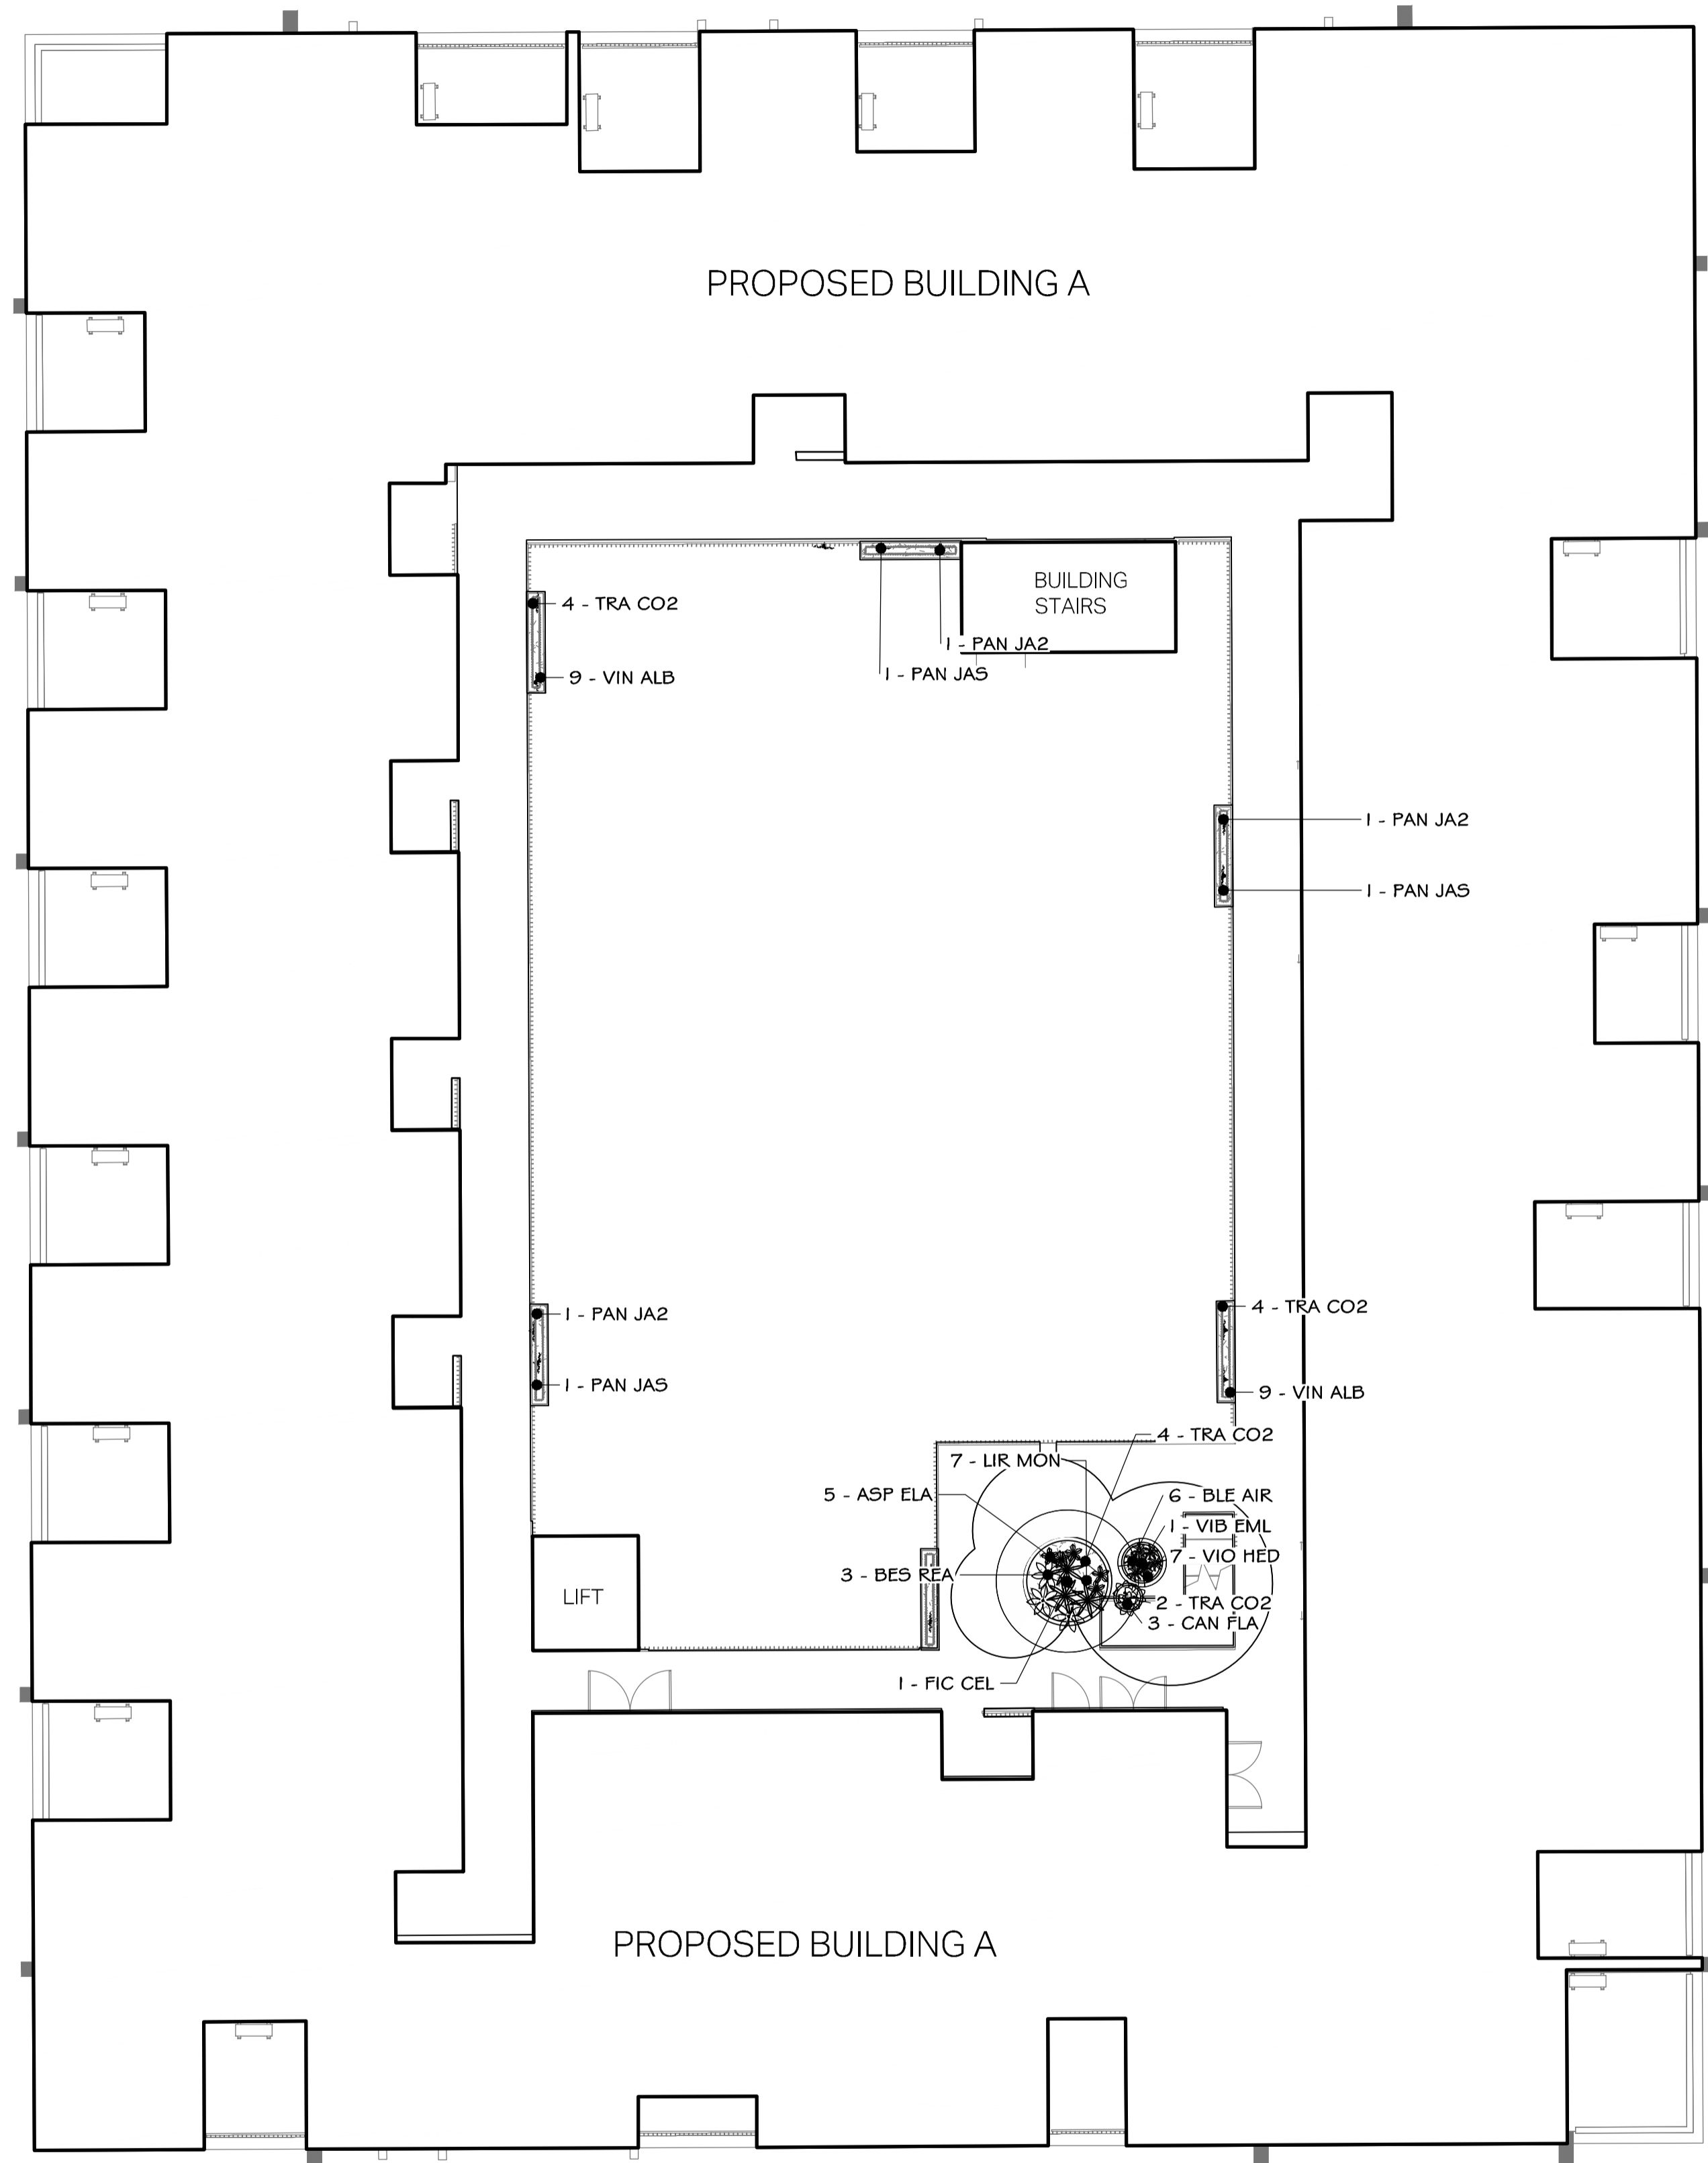 PROPOSED BUILDING A
BUILDING
STAIRS
4 - TRA CO2
1 - PAN JA2
1 - PAN JAS
9 - VIN ALB
1 - PAN JA2
1 - PAN JAS
4 - TRA CO2
1 - PAN JA2
1 - PAN JAS
9 - VIN ALB
4 - TRA CO2
7 - LIR MON
5 - ASP ELA
6 - BLE AIR
1 - VIB EML
7 - VIO HED
3 - BES REA
LIFT
2 - TRA CO2
3 - CAN FLA
1 - FIC CEL
PROPOSED BUILDING A